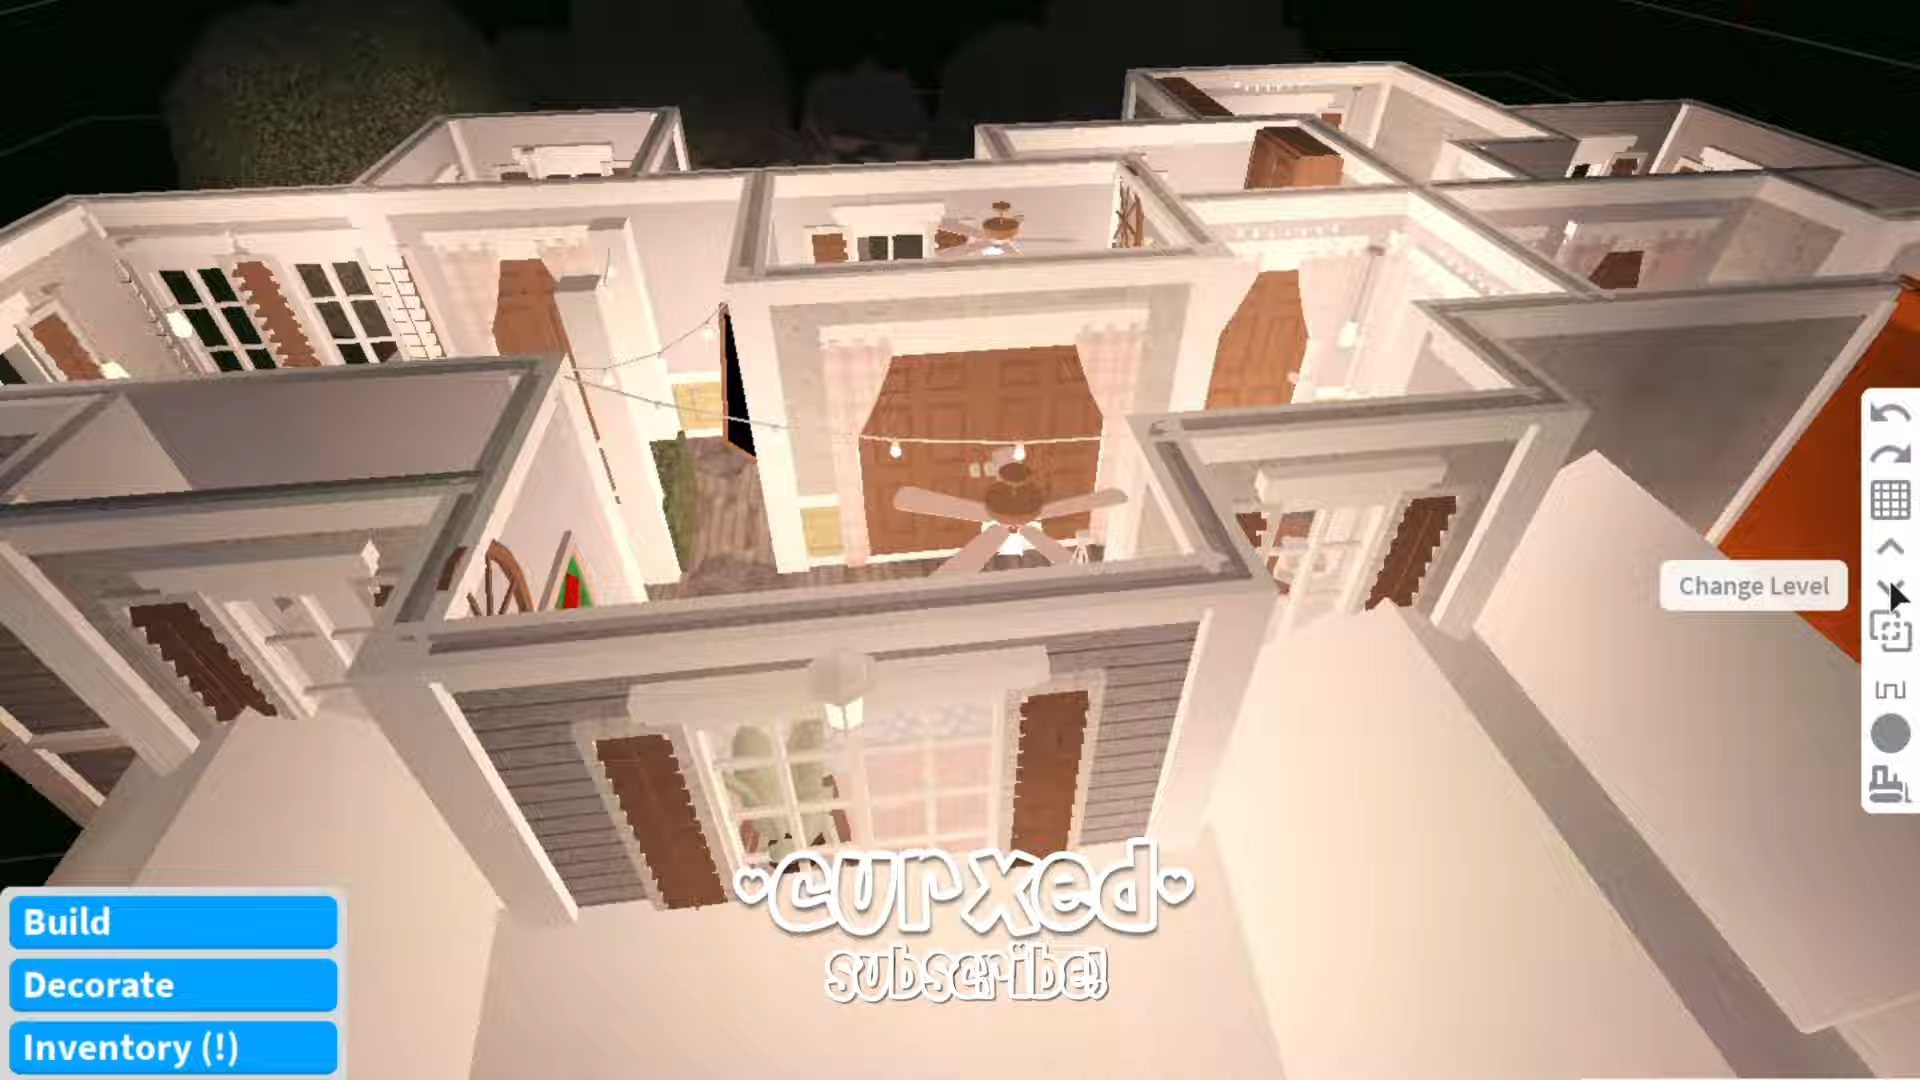 Change Level
•curxed•
subscribe!
Build
Decorate
Inventory (!)